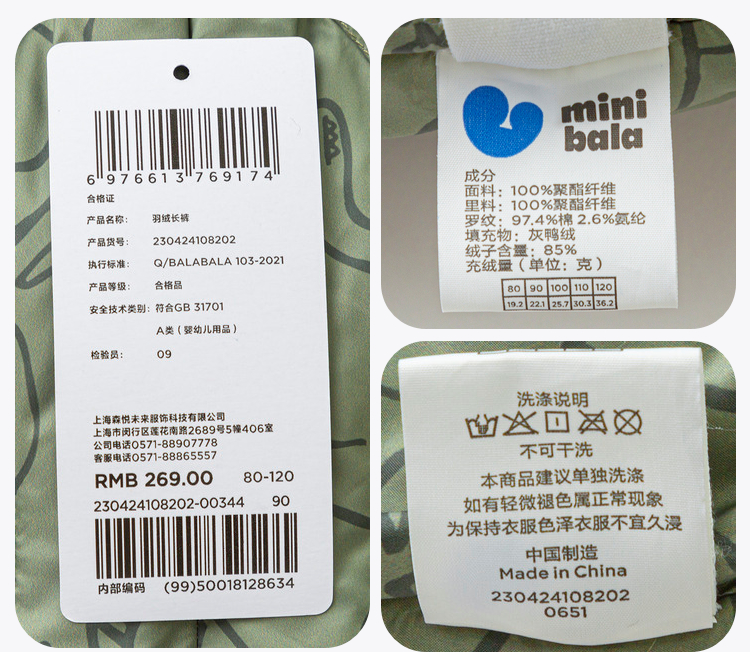 6 976613 769174
合格证
产品名称： 羽绒长裤
产品货号： 230424108202
执行标准： Q/BALABALA 103-2021
产品等级： 合格品
安全技术类别：符合GB 31701
A类（婴幼儿用品）
检验员： 09
上海森悦未来服饰科技有限公司
上海市闵行区莲花南路2689号5幢406室
公司电话0571-88907778
客服电话0571-88865557
RMB 269.00 80-120
230424108202-00344 90
内部编码 (99)50018128634
mini
bala
成分
面料：100%聚酯纤维
里料：100%聚酯纤维
罗纹：97.4%棉 2.6%氨纶
填充物：灰鸭绒
绒子含量：85%
充绒量（单位：克）
80 90 100 110 120
19.2 22.1 25.7 30.3 36.2
洗涤说明
不可干洗
本商品建议单独洗涤
如有轻微褪色属正常现象
为保持衣服色泽衣服不宜久浸
中国制造
Made in China
230424108202
0651